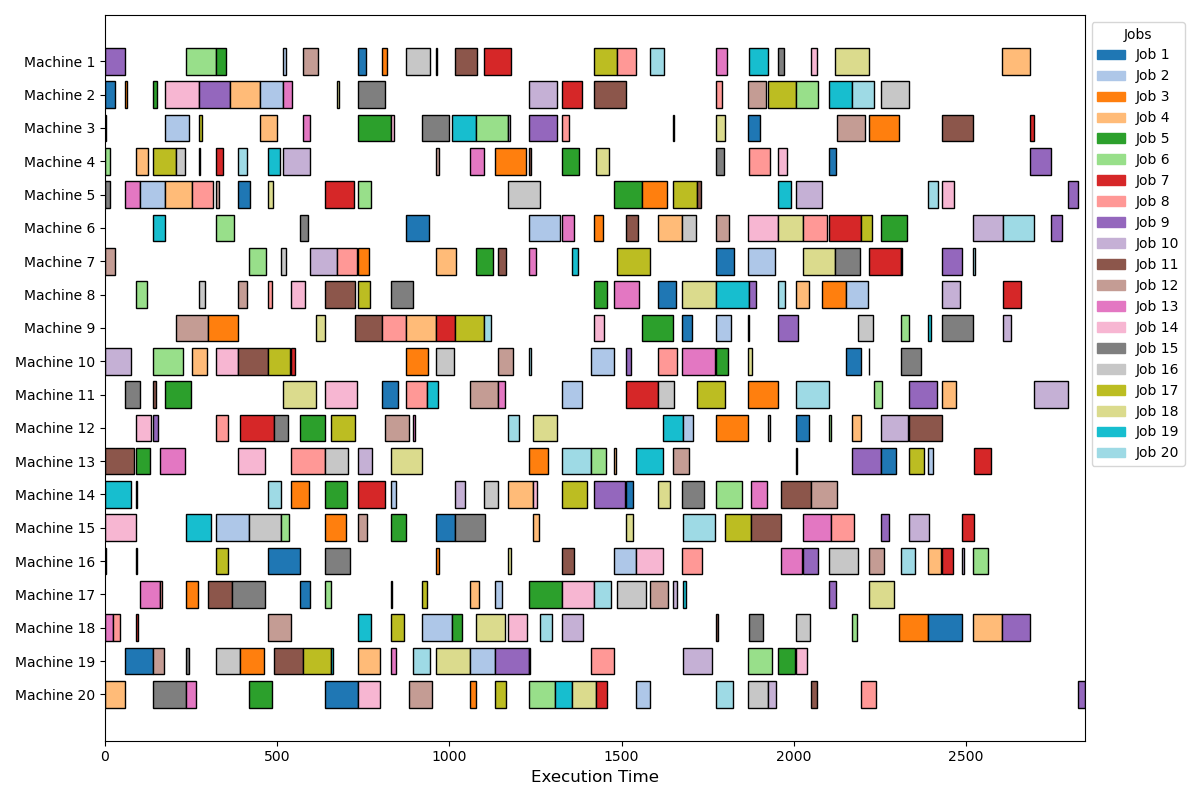 Machine 1
Machine 2
Machine 3
Machine 4
Machine 5
Machine 6
Machine 7
Machine 8
Machine 9
Machine 10
Machine 11
Machine 12
Machine 13
Machine 14
Machine 15
Machine 16
Machine 17
Machine 18
Machine 19
Machine 20
0 500 1000 1500 2000 2500
Execution Time
Jobs
Job 1
Job 2
Job 3
Job 4
Job 5
Job 6
Job 7
Job 8
Job 9
Job 10
Job 11
Job 12
Job 13
Job 14
Job 15
Job 16
Job 17
Job 18
Job 19
Job 20